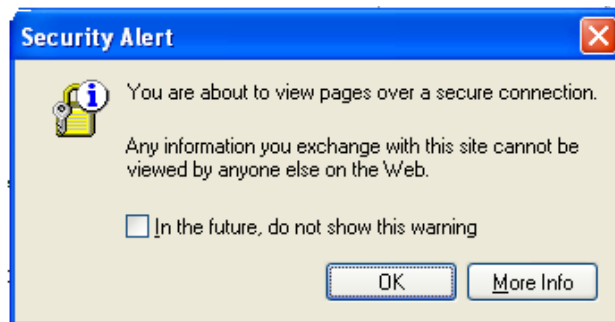 Security Alert
You are about to view pages over a secure connection.
Any information you exchange with this site cannot be
viewed by anyone else on the Web.
In the future, do not show this warning
OK More Info